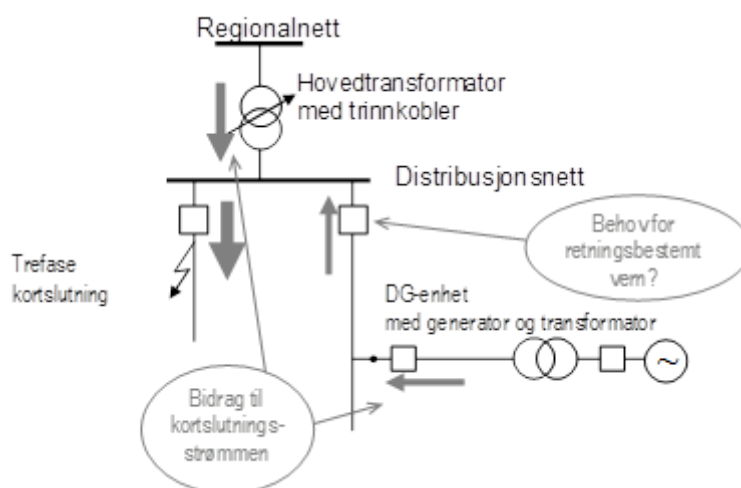 Regionalnett
Hovedtransformator
med trinnkobler
Distribusjonsnett
Behov for
retningsbestemt
vern?
Trefase
kortslutning
DG-enhet
med generator og transformator
~
Bidrag til
kortslutnings-
strømmen